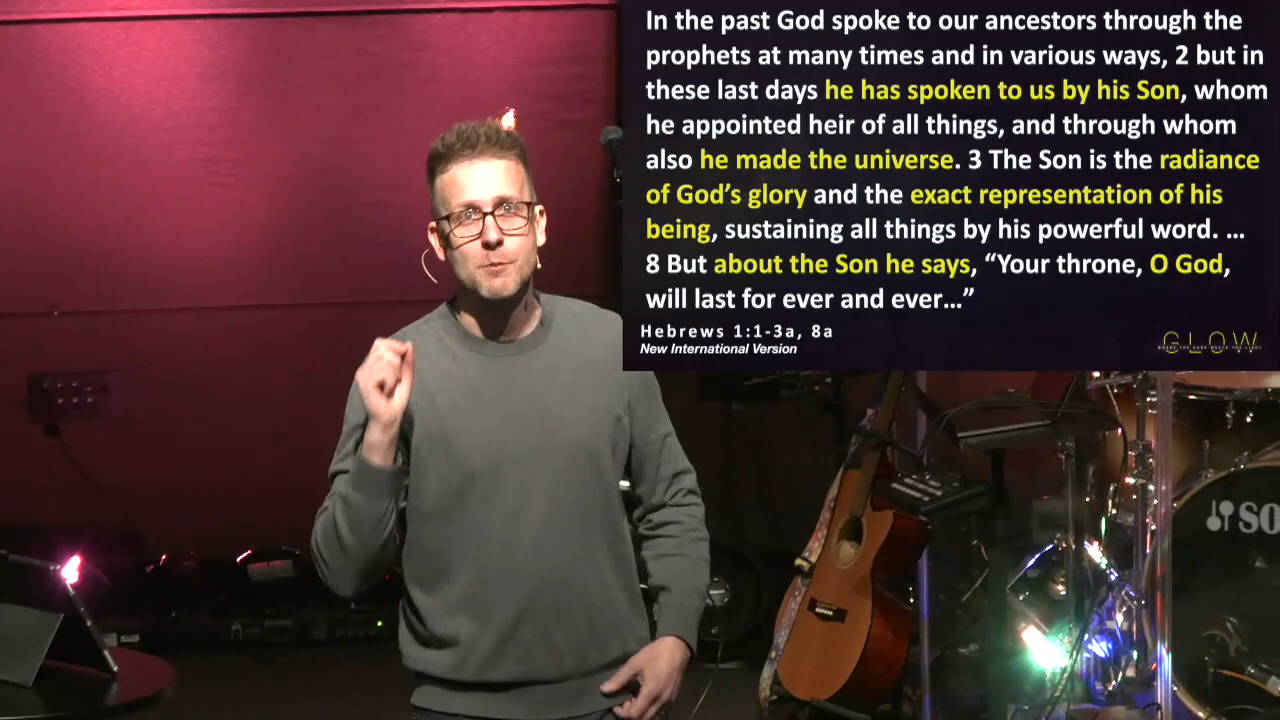 In the past God spoke to our ancestors through the
prophets at many times and in various ways, 2 but in
these last days he has spoken to us by his Son, whom
he appointed heir of all things, and through whom
also he made the universe. 3 The Son is the radiance
of God’s glory and the exact representation of his
being, sustaining all things by his powerful word. …
8 But about the Son he says, “Your throne, O God,
will last for ever and ever…”
Hebrews 1:1-3a, 8a
New International Version
GLOW
SO